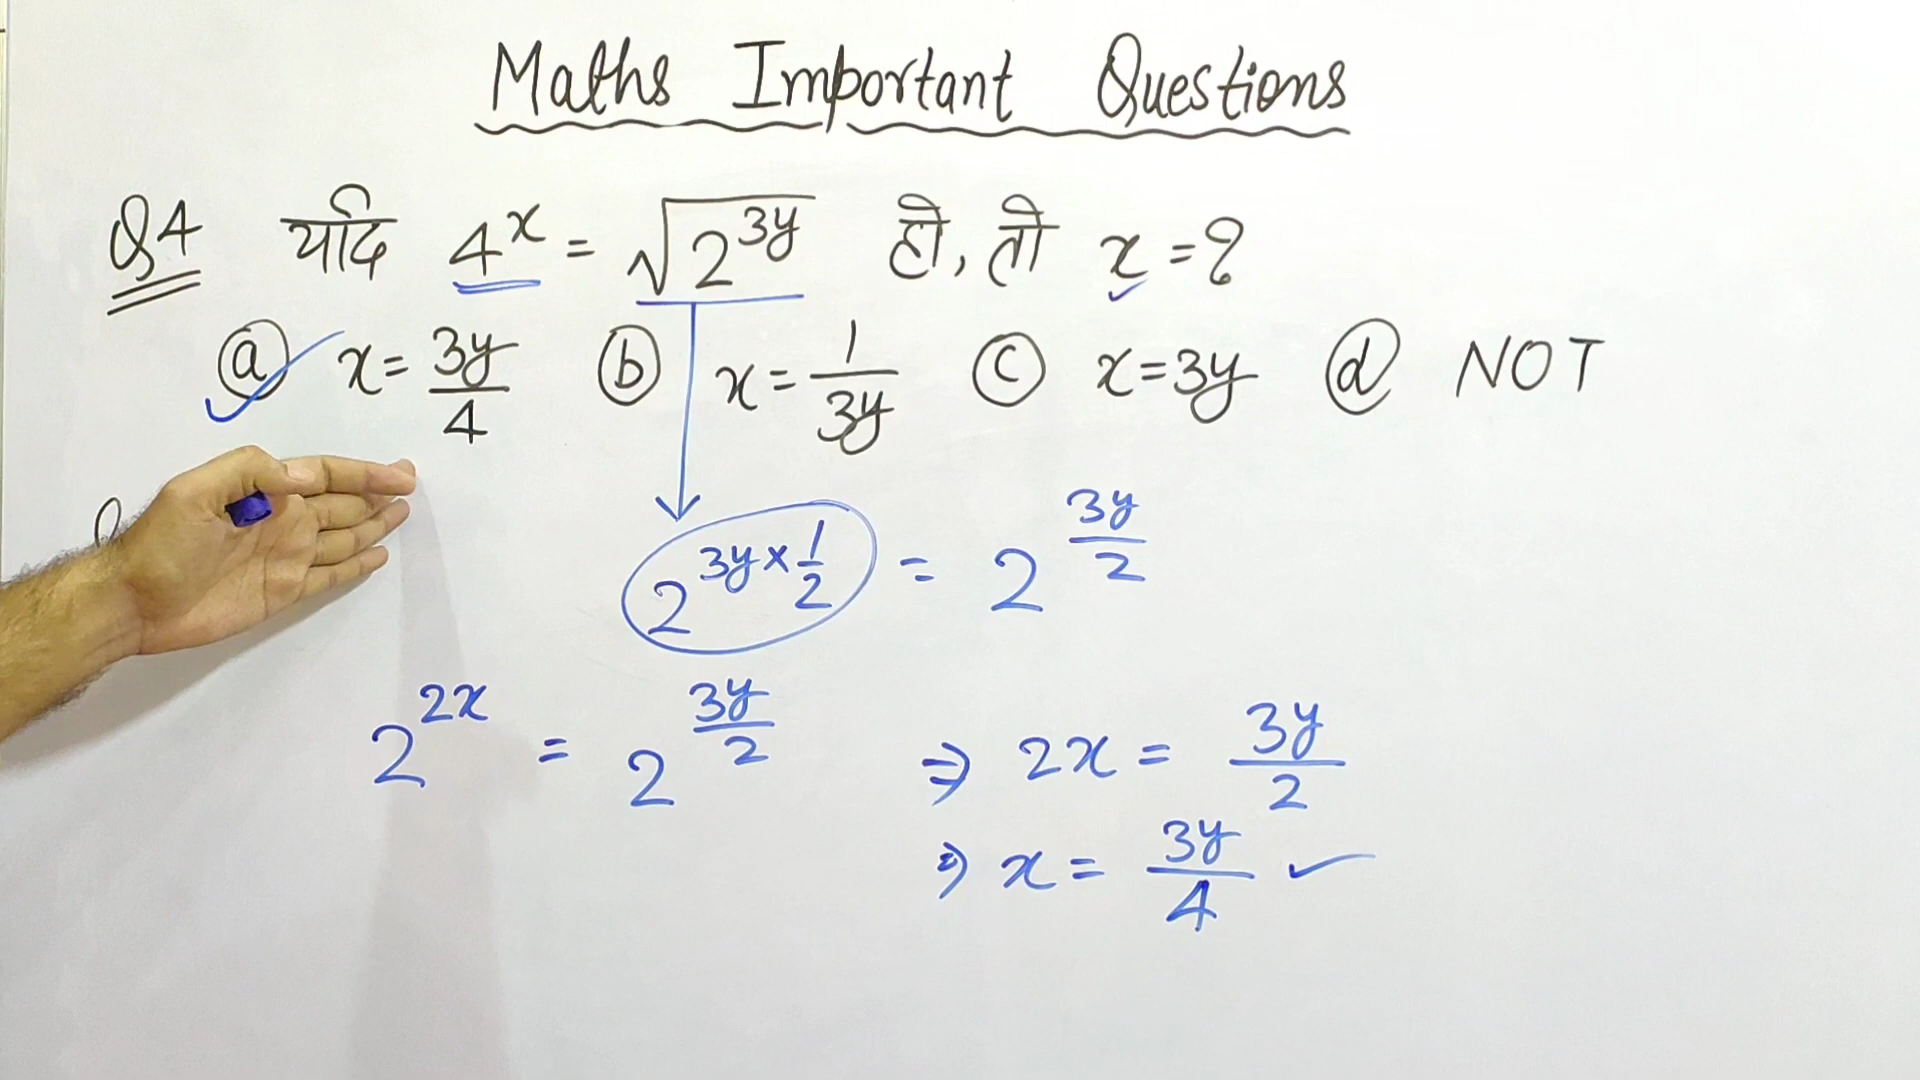 Maths Important Questions
Q4 यदि 4^x = √(2^(3y)) हो, तो x = ?
(a) x = 3y/4 (b) x = 1/3y (c) x = 3y (d) NOT
2^(3y × 1/2) = 2^(3y/2)
2^(2x) = 2^(3y/2) ⇒ 2x = 3y/2
⇒ x = 3y/4 ✓